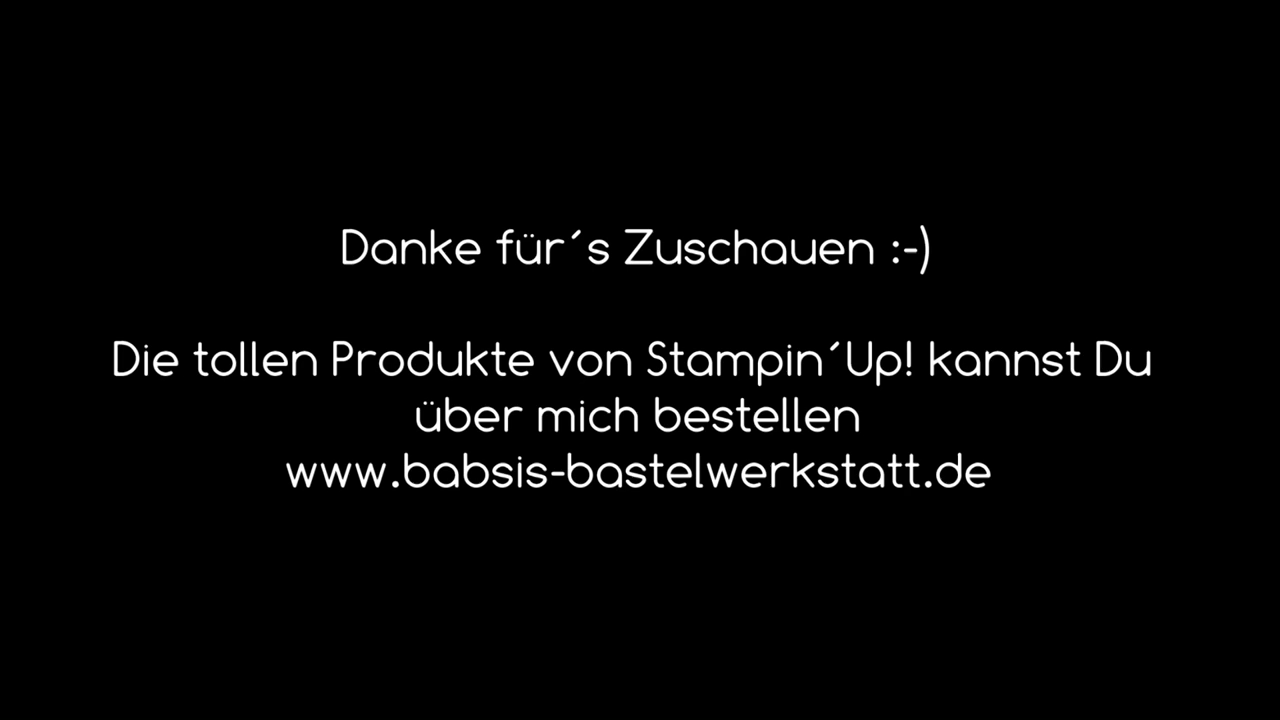 Danke für´s Zuschauen :-)
Die tollen Produkte von Stampin´Up! kannst Du
über mich bestellen
www.babsis-bastelwerkstatt.de